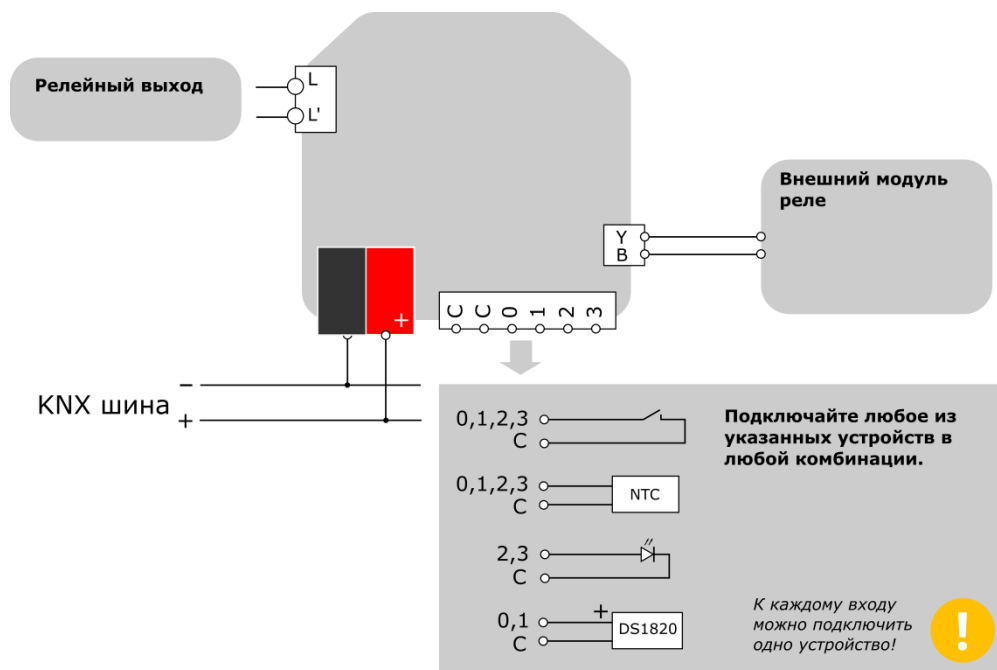 Релейный выход
L
L'
Внешний модуль
реле
Y
B
+
C C 0 1 2 3
KNX шина
−
+
0,1,2,3
C
Подключайте любое из
указанных устройств в
любой комбинации.
0,1,2,3
C
NTC
2,3
C
0,1
C
+
DS1820
К каждому входу
можно подключить
одно устройство!
!